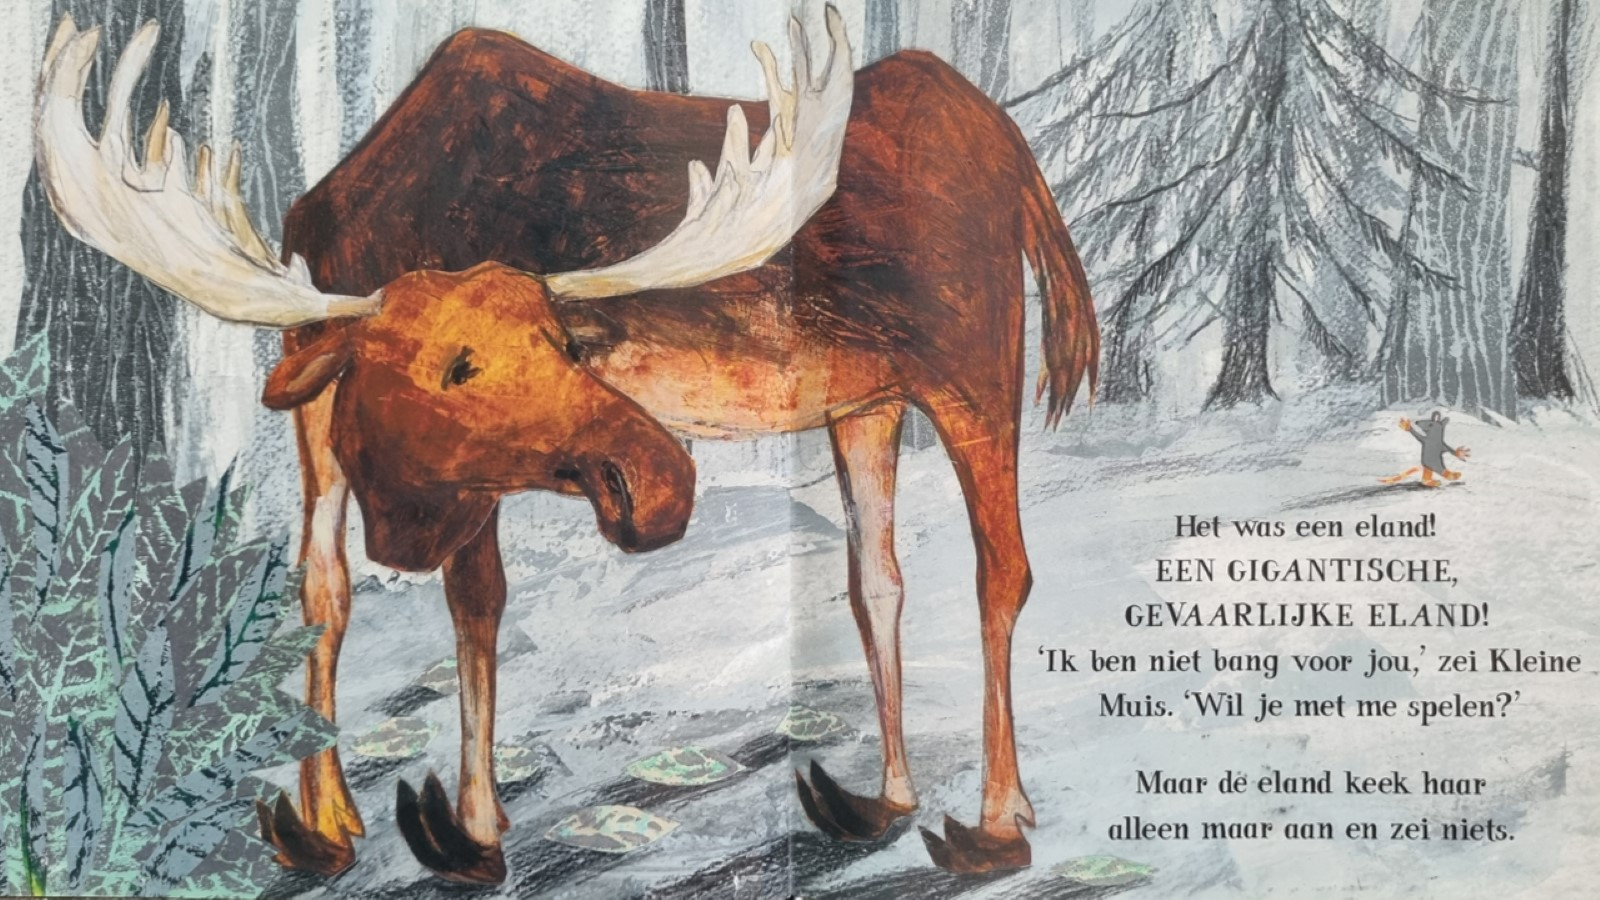 Het was een eland!
EEN GIGANTISCHE,
GEVAARLIJKE ELAND!
‘Ik ben niet bang voor jou,’ zei Kleine
Muis. ‘Wil je met me spelen?’
Maar de eland keek haar
alleen maar aan en zei niets.